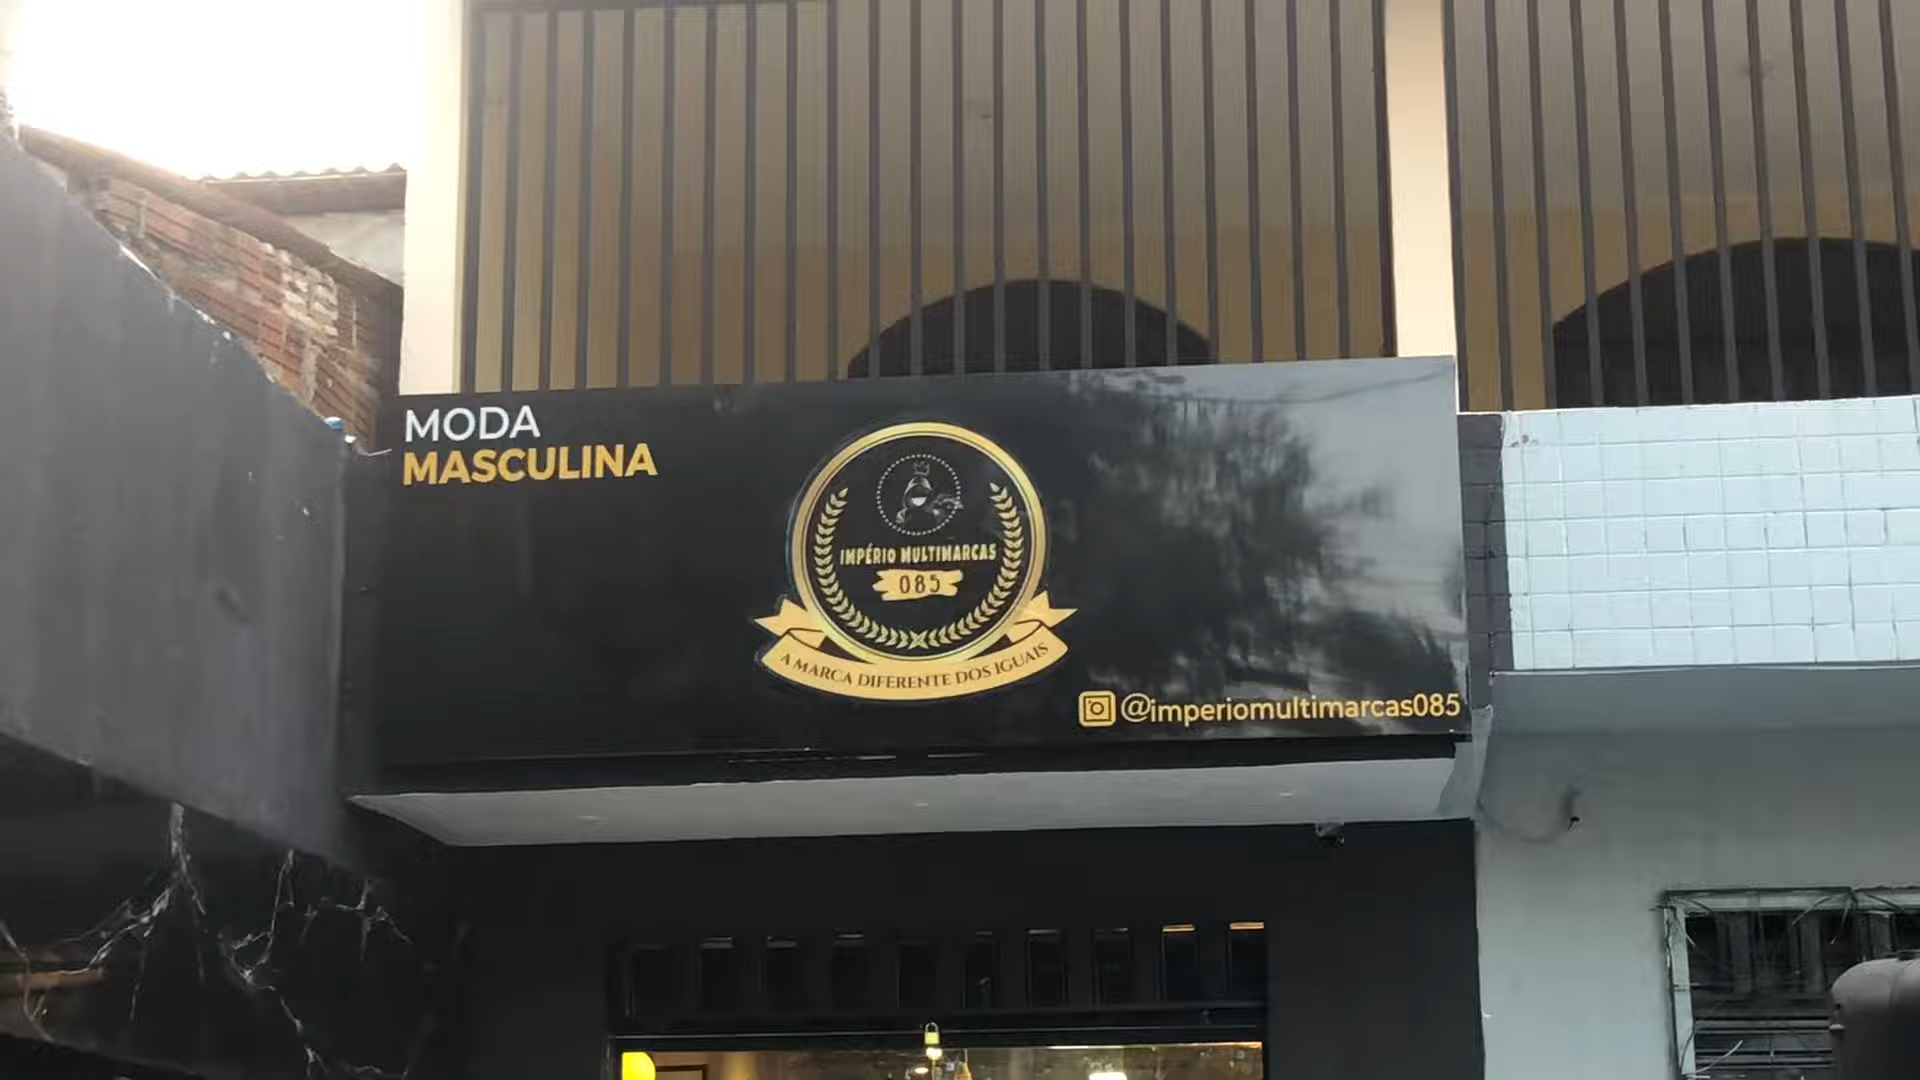 MODA
MASCULINA
IMPÉRIO MULTIMARCAS
085
A MARCA DIFERENTE DOS IGUAIS
@imperiomultimarcas085